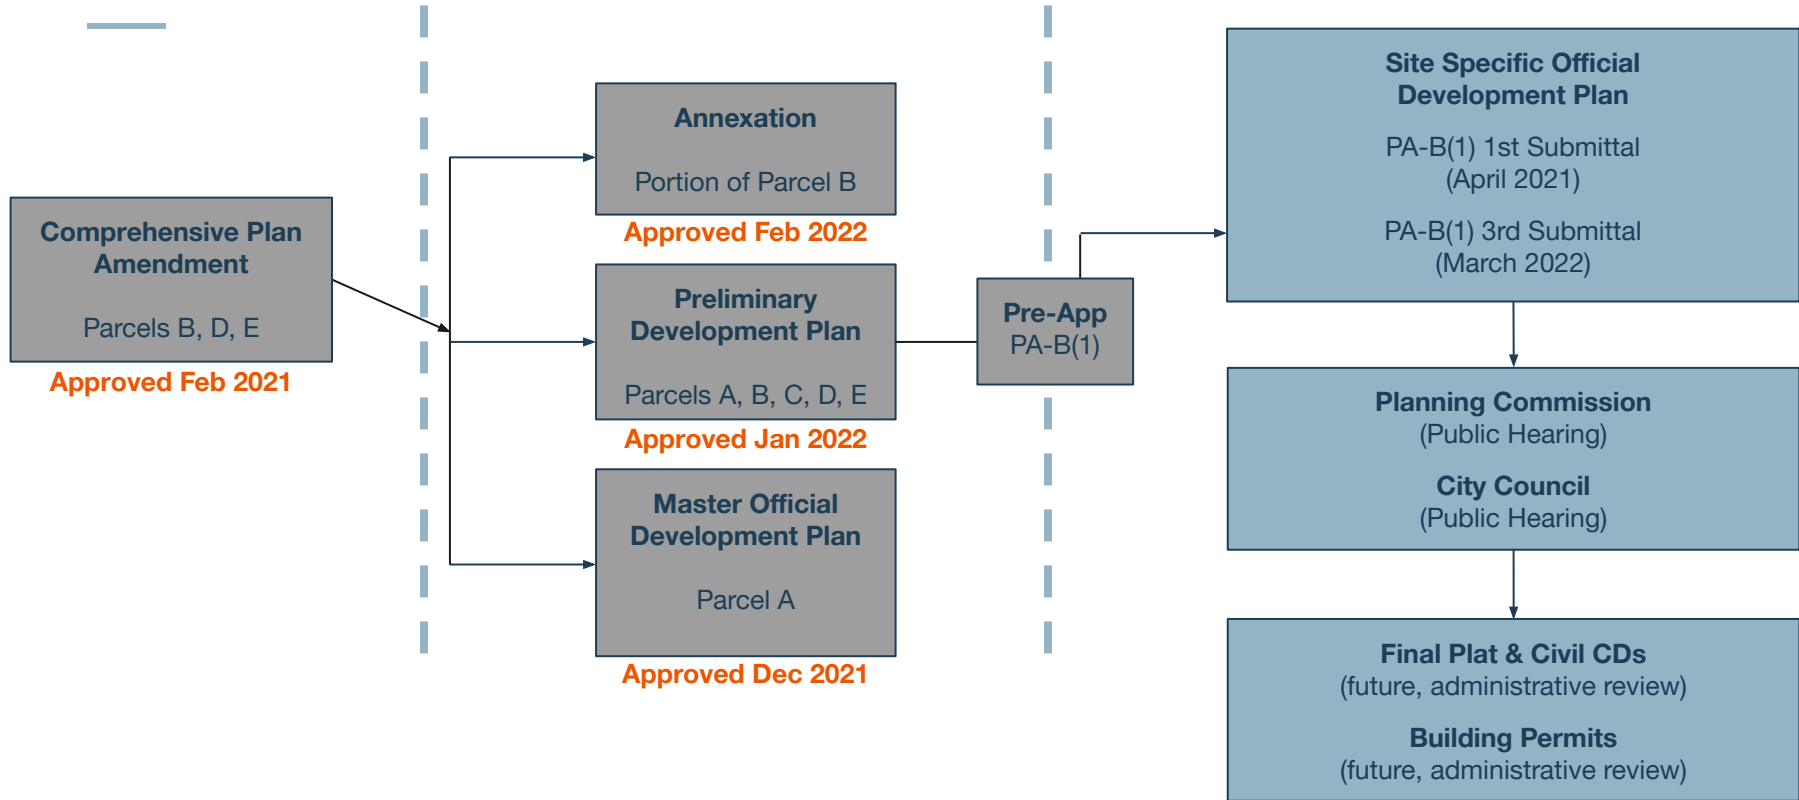 Comprehensive Plan
Amendment
Parcels B, D, E
Approved Feb 2021
Annexation
Portion of Parcel B
Approved Feb 2022
Preliminary
Development Plan
Parcels A, B, C, D, E
Approved Jan 2022
Master Official
Development Plan
Parcel A
Approved Dec 2021
Pre-App
PA-B(1)
Site Specific Official
Development Plan
PA-B(1) 1st Submittal
(April 2021)
PA-B(1) 3rd Submittal
(March 2022)
Planning Commission
(Public Hearing)
City Council
(Public Hearing)
Final Plat & Civil CDs
(future, administrative review)
Building Permits
(future, administrative review)